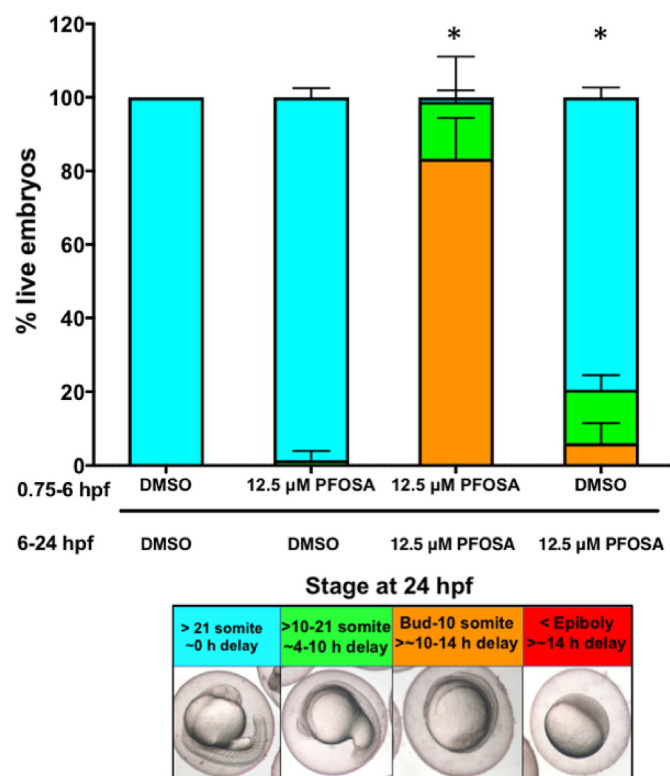 120
*
*
100
80
60
40
20
0
% live embryos
0.75-6 hpf DMSO 12.5 µM PFOSA 12.5 µM PFOSA DMSO
6-24 hpf DMSO DMSO 12.5 µM PFOSA 12.5 µM PFOSA
Stage at 24 hpf
> 21 somite >10-21 somite Bud-10 somite < Epiboly
~0 h delay ~4-10 h delay >~10-14 h delay >~14 h delay